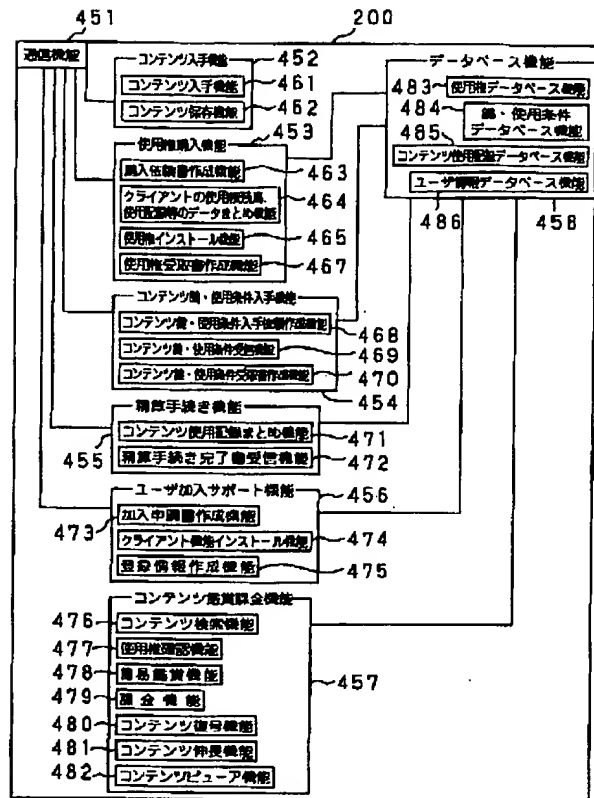 451
200
通信機能
コンテンツ入手機能
452
コンテンツ入手機能
461
コンテンツ保存機能
462
使用権購入機能
453
購入依頼書作成機能
463
クライアントの使用権残高、
使用記録等のデータまとめ機能
464
使用権インストール機能
465
使用権受取書作成機能
467
コンテンツ鍵・使用条件入手機能
コンテンツ鍵・使用条件入手依頼作成機能
468
コンテンツ鍵・使用条件受信機能
469
コンテンツ鍵・使用条件受取書作成機能
470
454
精算手続き機能
コンテンツ使用記録まとめ機能
471
455
精算手続き完了書受信機能
472
ユーザ加入サポート機能
456
473
加入申請書作成機能
クライアント機能インストール機能
474
登録情報作成機能
475
コンテンツ鑑賞課金機能
476
コンテンツ検索機能
477
使用権確認機能
478
簡易鑑賞機能
457
479
課金機能
480
コンテンツ復号機能
481
コンテンツ伸長機能
482
コンテンツビューア機能
データベース機能
483
使用権データベース機能
484
鍵・使用条件
データベース機能
485
コンテンツ使用記録データベース機能
ユーザ情報データベース機能
486
458